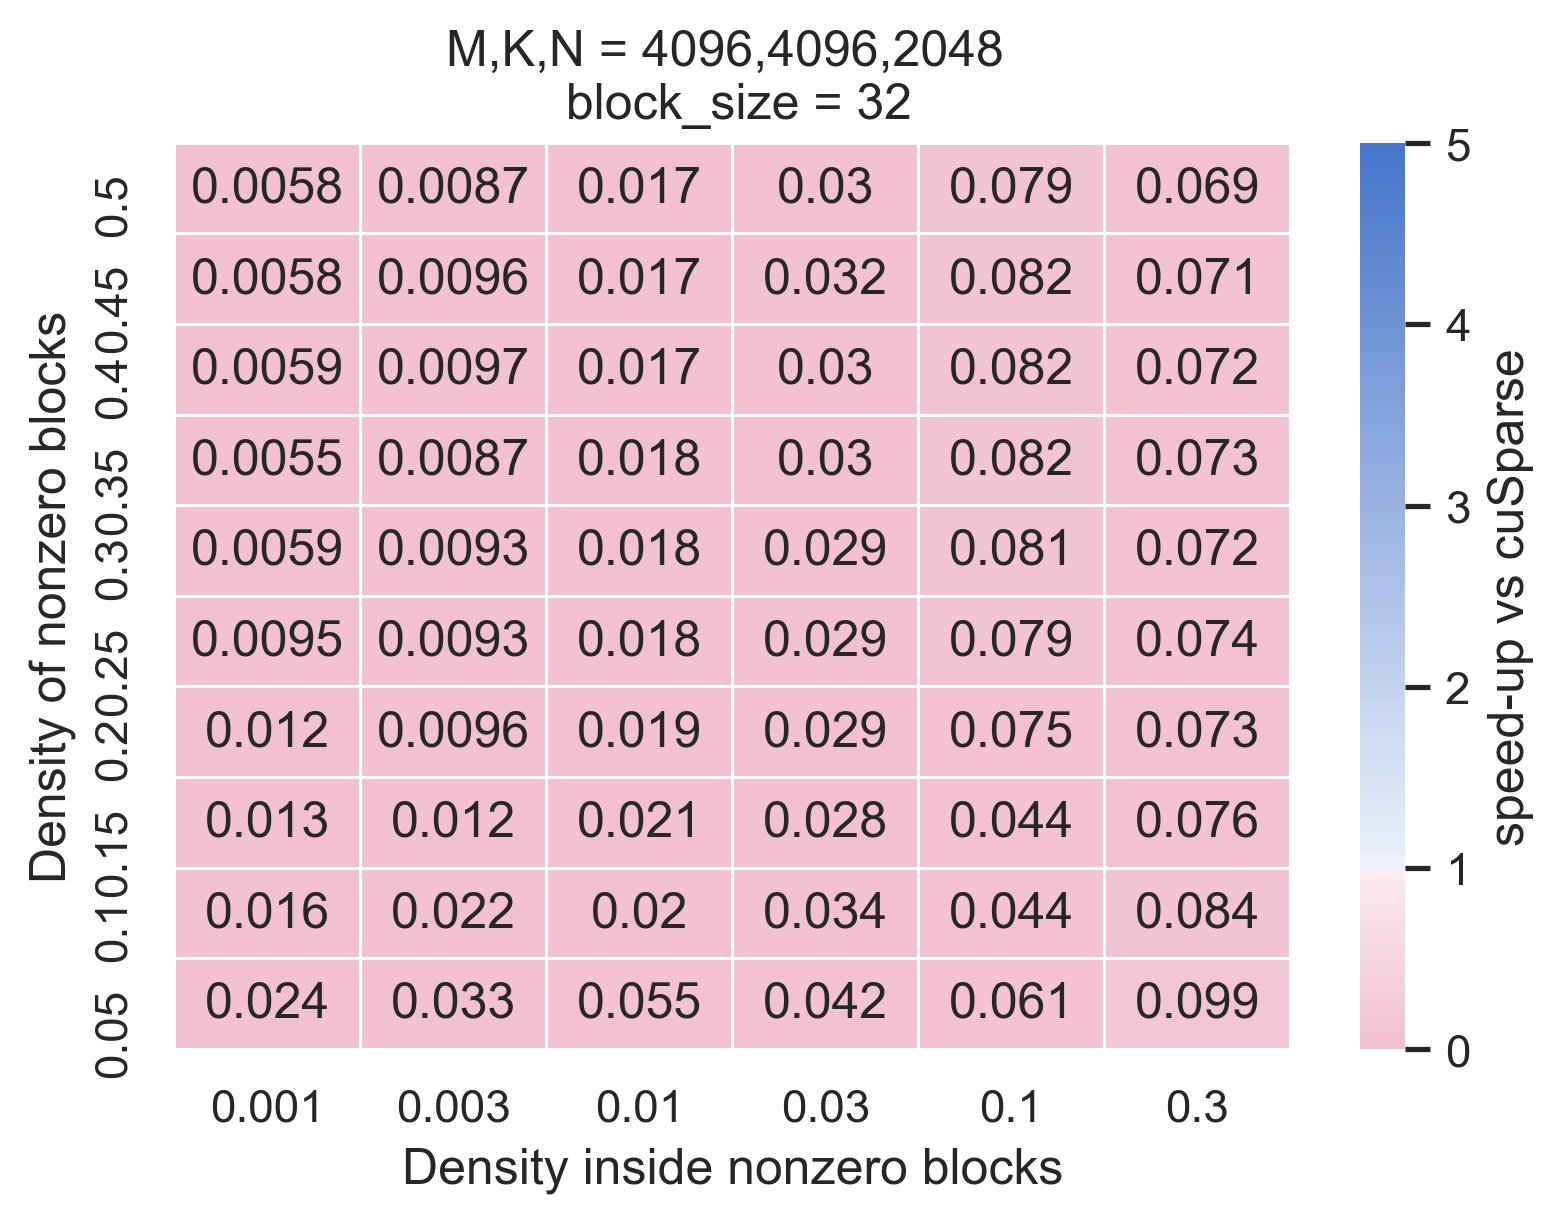 M,K,N = 4096,4096,2048
block_size = 32
Density of nonzero blocks
0.5 0.0058 0.0087 0.017 0.03 0.079 0.069
0.45 0.0058 0.0096 0.017 0.032 0.082 0.071
0.4 0.0059 0.0097 0.017 0.03 0.082 0.072
0.35 0.0055 0.0087 0.018 0.03 0.082 0.073
0.3 0.0059 0.0093 0.018 0.029 0.081 0.072
0.25 0.0095 0.0093 0.018 0.029 0.079 0.074
0.2 0.012 0.0096 0.019 0.029 0.075 0.073
0.15 0.013 0.012 0.021 0.028 0.044 0.076
0.1 0.016 0.022 0.02 0.034 0.044 0.084
0.05 0.024 0.033 0.055 0.042 0.061 0.099
0.001 0.003 0.01 0.03 0.1 0.3
Density inside nonzero blocks
5
4
3
2
1
0
speed-up vs cuSparse